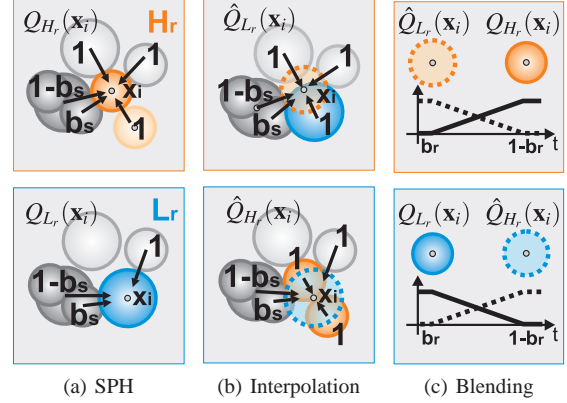 Q_{H_r}(x_i) H_r
1
1
1-b_s
x_i
b_s
1
Q̂_{L_r}(x_i)
1
1
1-b_s
x_i
b_s
1
Q̂_{L_r}(x_i) Q_{H_r}(x_i)
t
b_r 1-b_r
Q_{L_r}(x_i) L_r
1
1-b_s
x_i
b_s
Q̂_{H_r}(x_i)
1
1
1-b_s
x_i
b_s
1
Q_{L_r}(x_i) Q̂_{H_r}(x_i)
t
b_r 1-b_r
(a) SPH (b) Interpolation (c) Blending